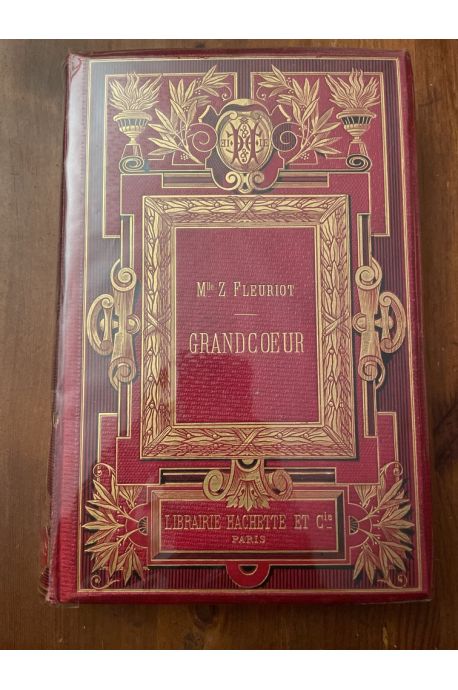 Mlle Z FLEURIOT
GRANDCOEUR
LIBRAIRIE HACHETTE ET Cie
PARIS